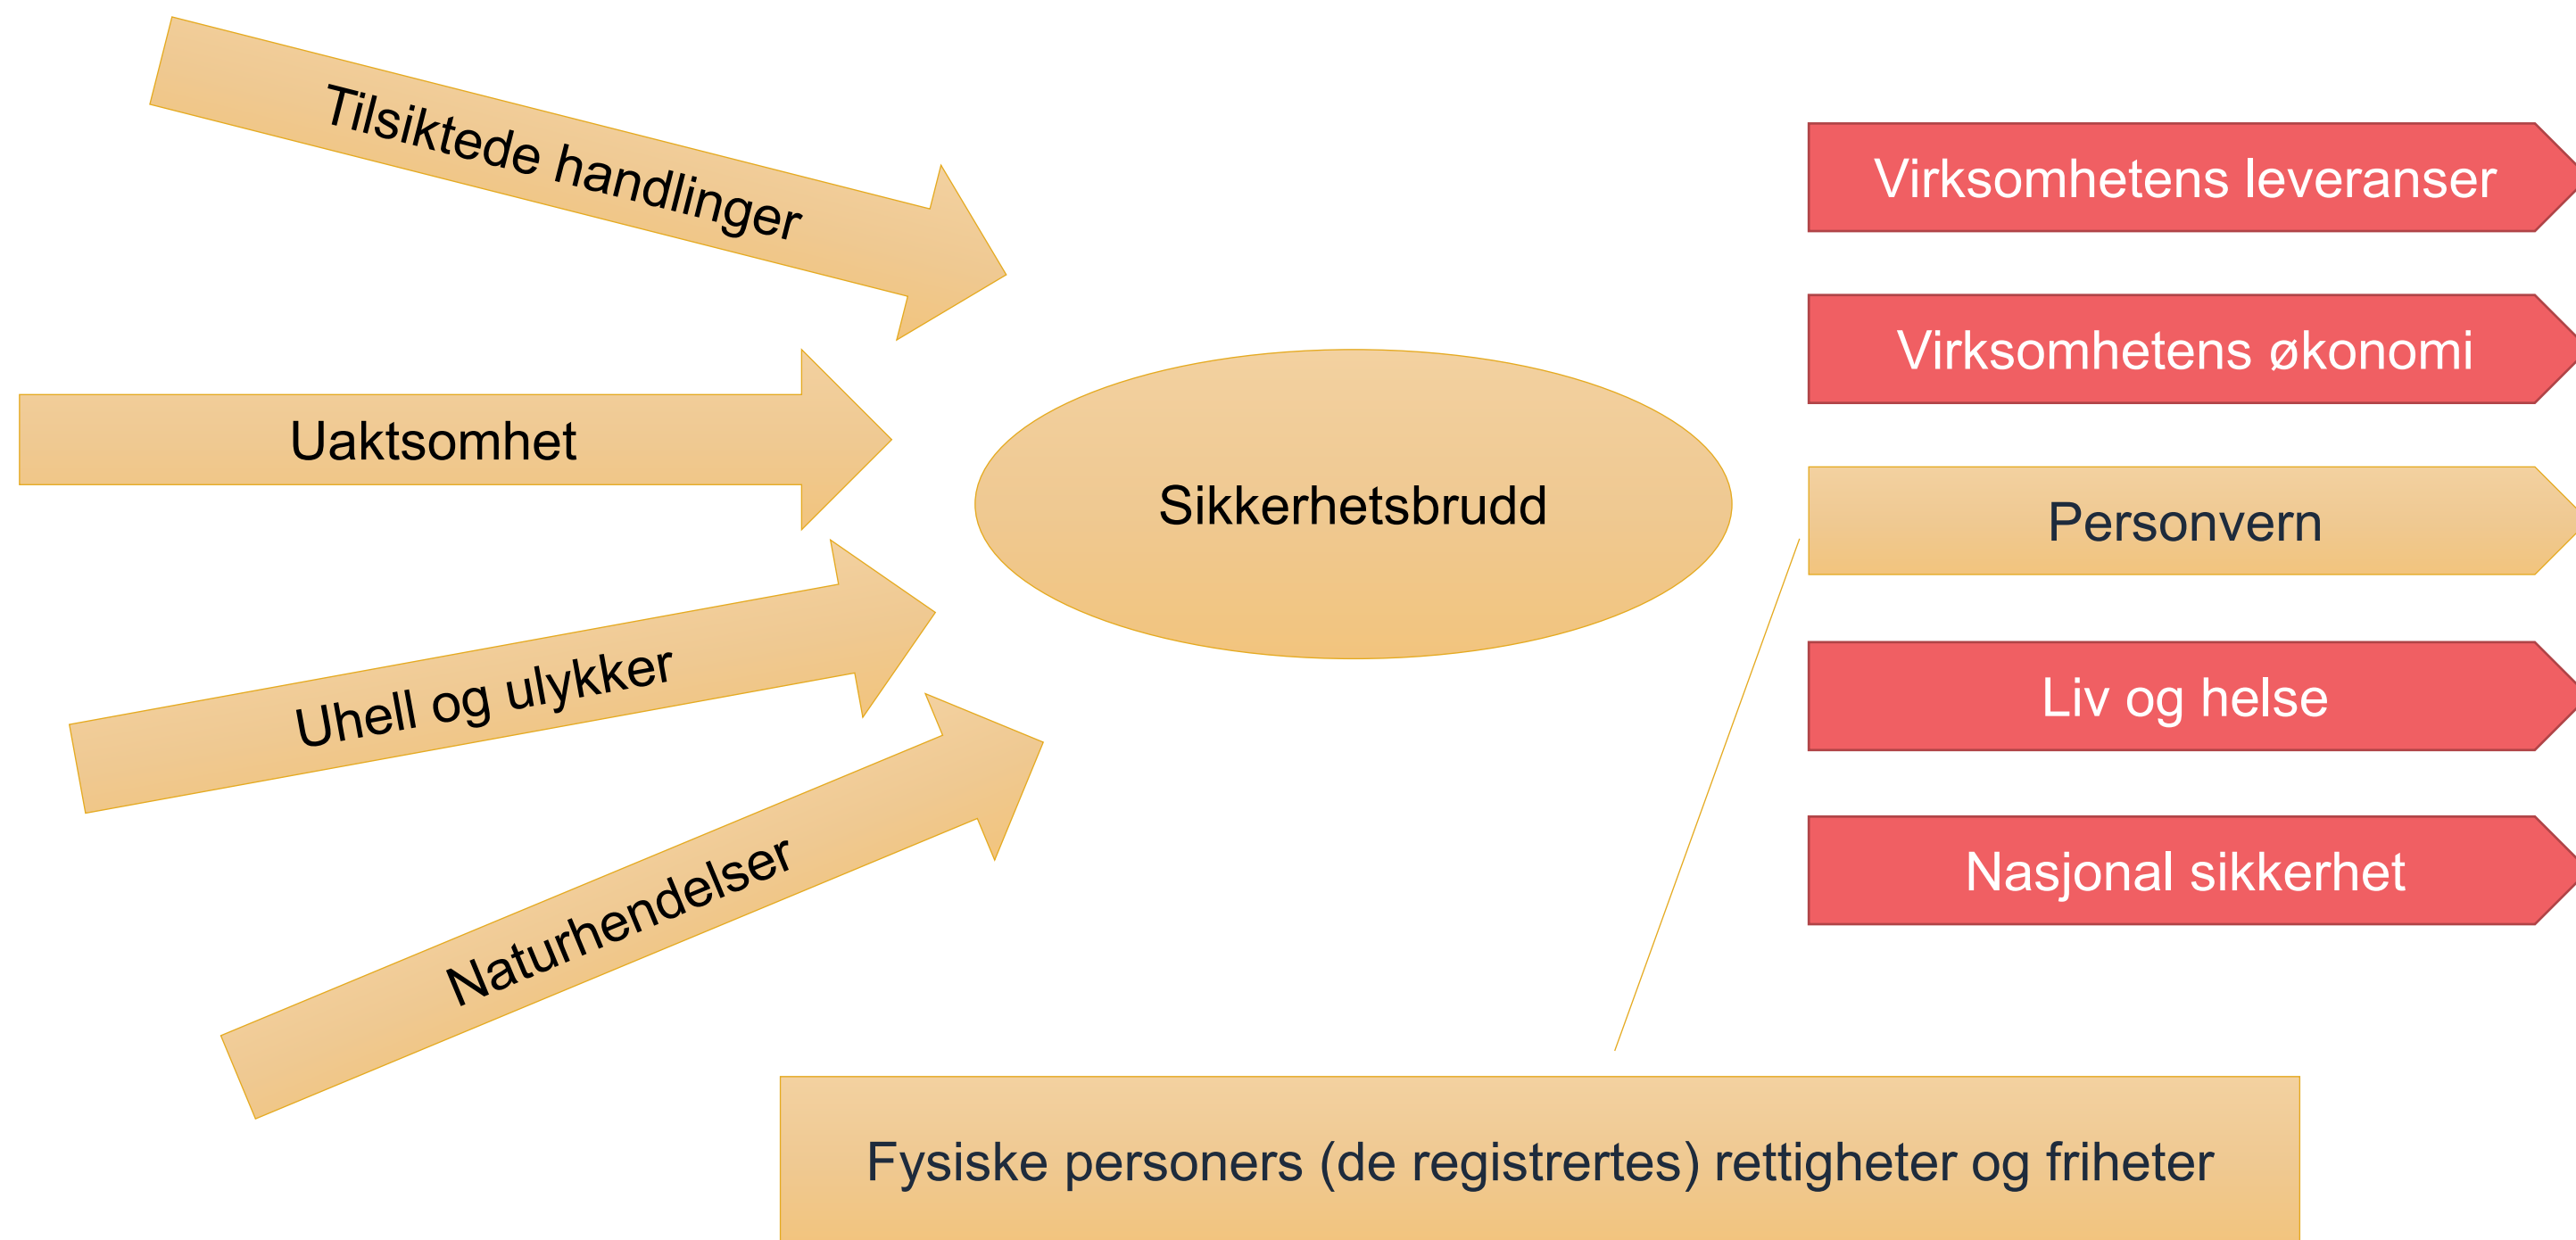 Tilsiktede handlinger
Uaktsomhet
Uhell og ulykker
Naturhendelser
Sikkerhetsbrudd
Virksomhetens leveranser
Virksomhetens økonomi
Personvern
Liv og helse
Nasjonal sikkerhet
Fysiske personers (de registrertes) rettigheter og friheter